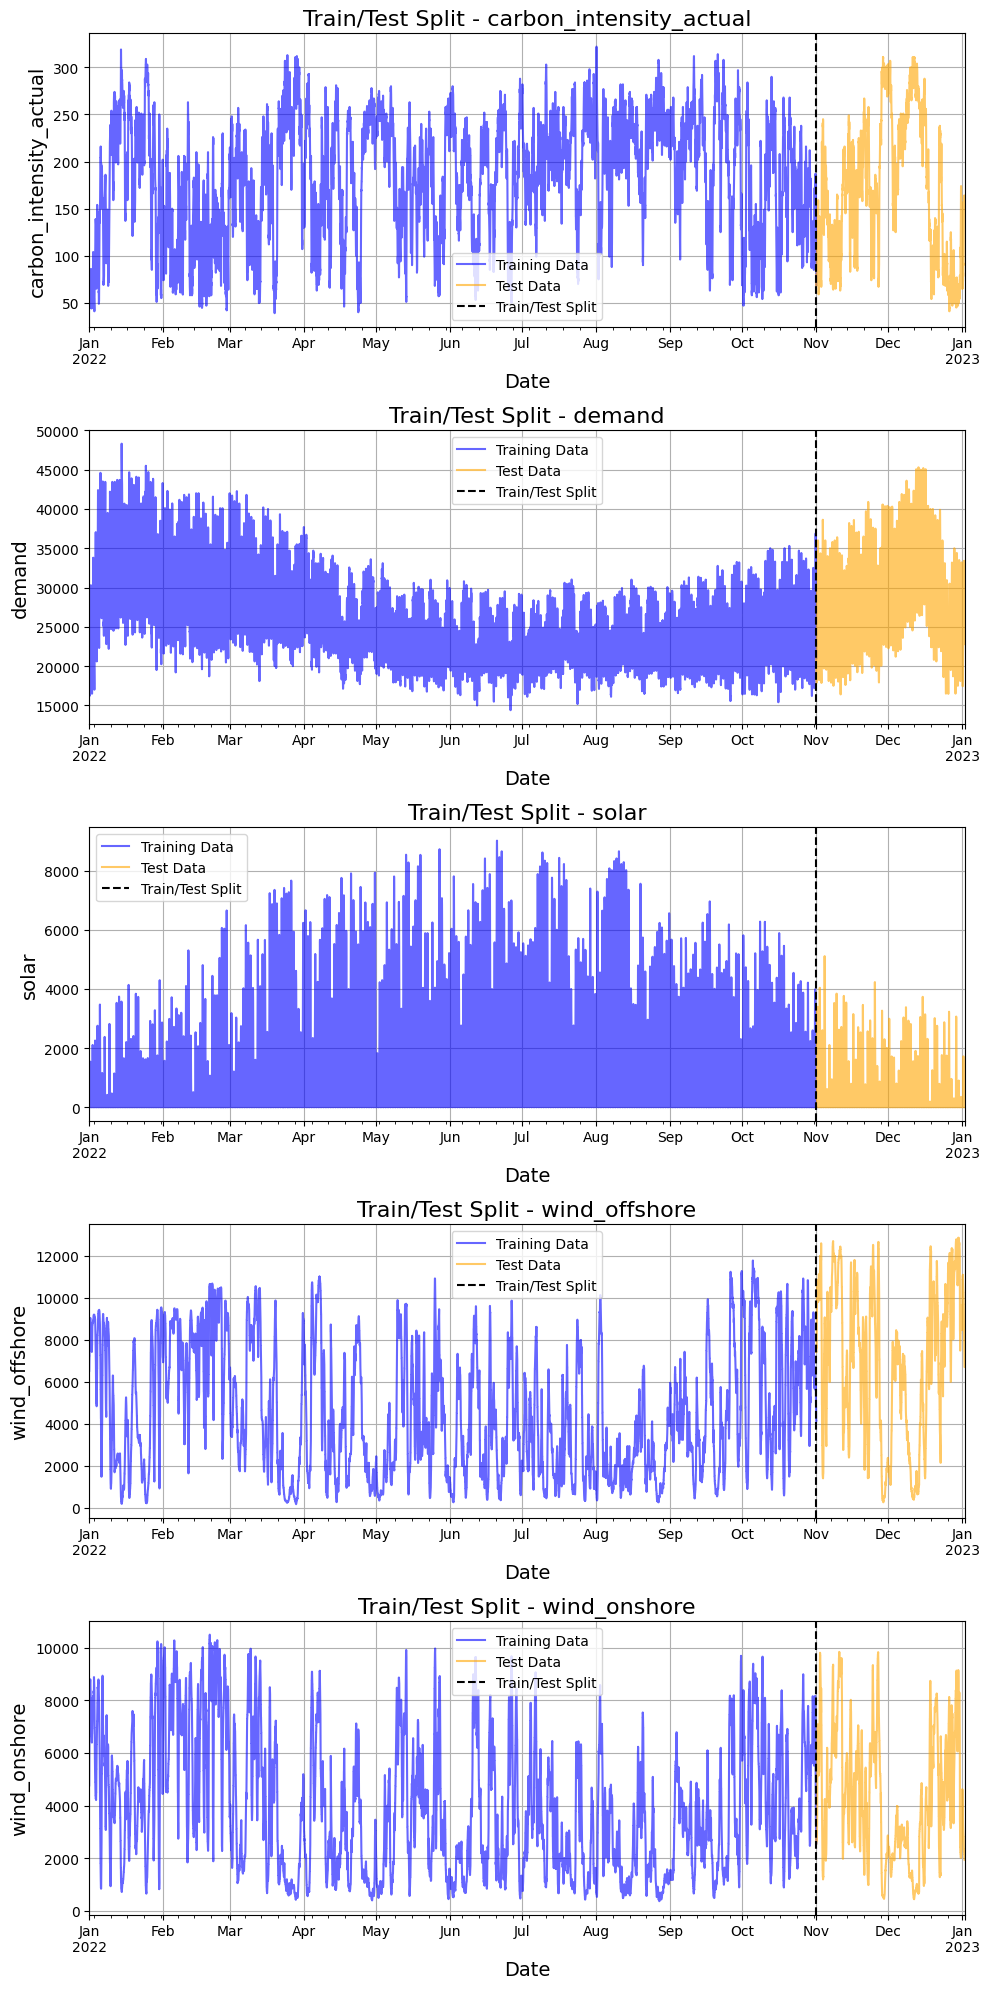 Train/Test Split - carbon_intensity_actual
carbon_intensity_actual
300
250
200
150
100
50
Training Data
Test Data
Train/Test Split
Jan Feb Mar Apr May Jun Jul Aug Sep Oct Nov Dec Jan
2022 2023
Date
Train/Test Split - demand
demand
50000
45000
40000
35000
30000
25000
20000
15000
Training Data
Test Data
Train/Test Split
Jan Feb Mar Apr May Jun Jul Aug Sep Oct Nov Dec Jan
2022 2023
Date
Train/Test Split - solar
solar
8000
6000
4000
2000
0
Training Data
Test Data
Train/Test Split
Jan Feb Mar Apr May Jun Jul Aug Sep Oct Nov Dec Jan
2022 2023
Date
Train/Test Split - wind_offshore
wind_offshore
12000
10000
8000
6000
4000
2000
0
Training Data
Test Data
Train/Test Split
Jan Feb Mar Apr May Jun Jul Aug Sep Oct Nov Dec Jan
2022 2023
Date
Train/Test Split - wind_onshore
wind_onshore
10000
8000
6000
4000
2000
0
Training Data
Test Data
Train/Test Split
Jan Feb Mar Apr May Jun Jul Aug Sep Oct Nov Dec Jan
2022 2023
Date